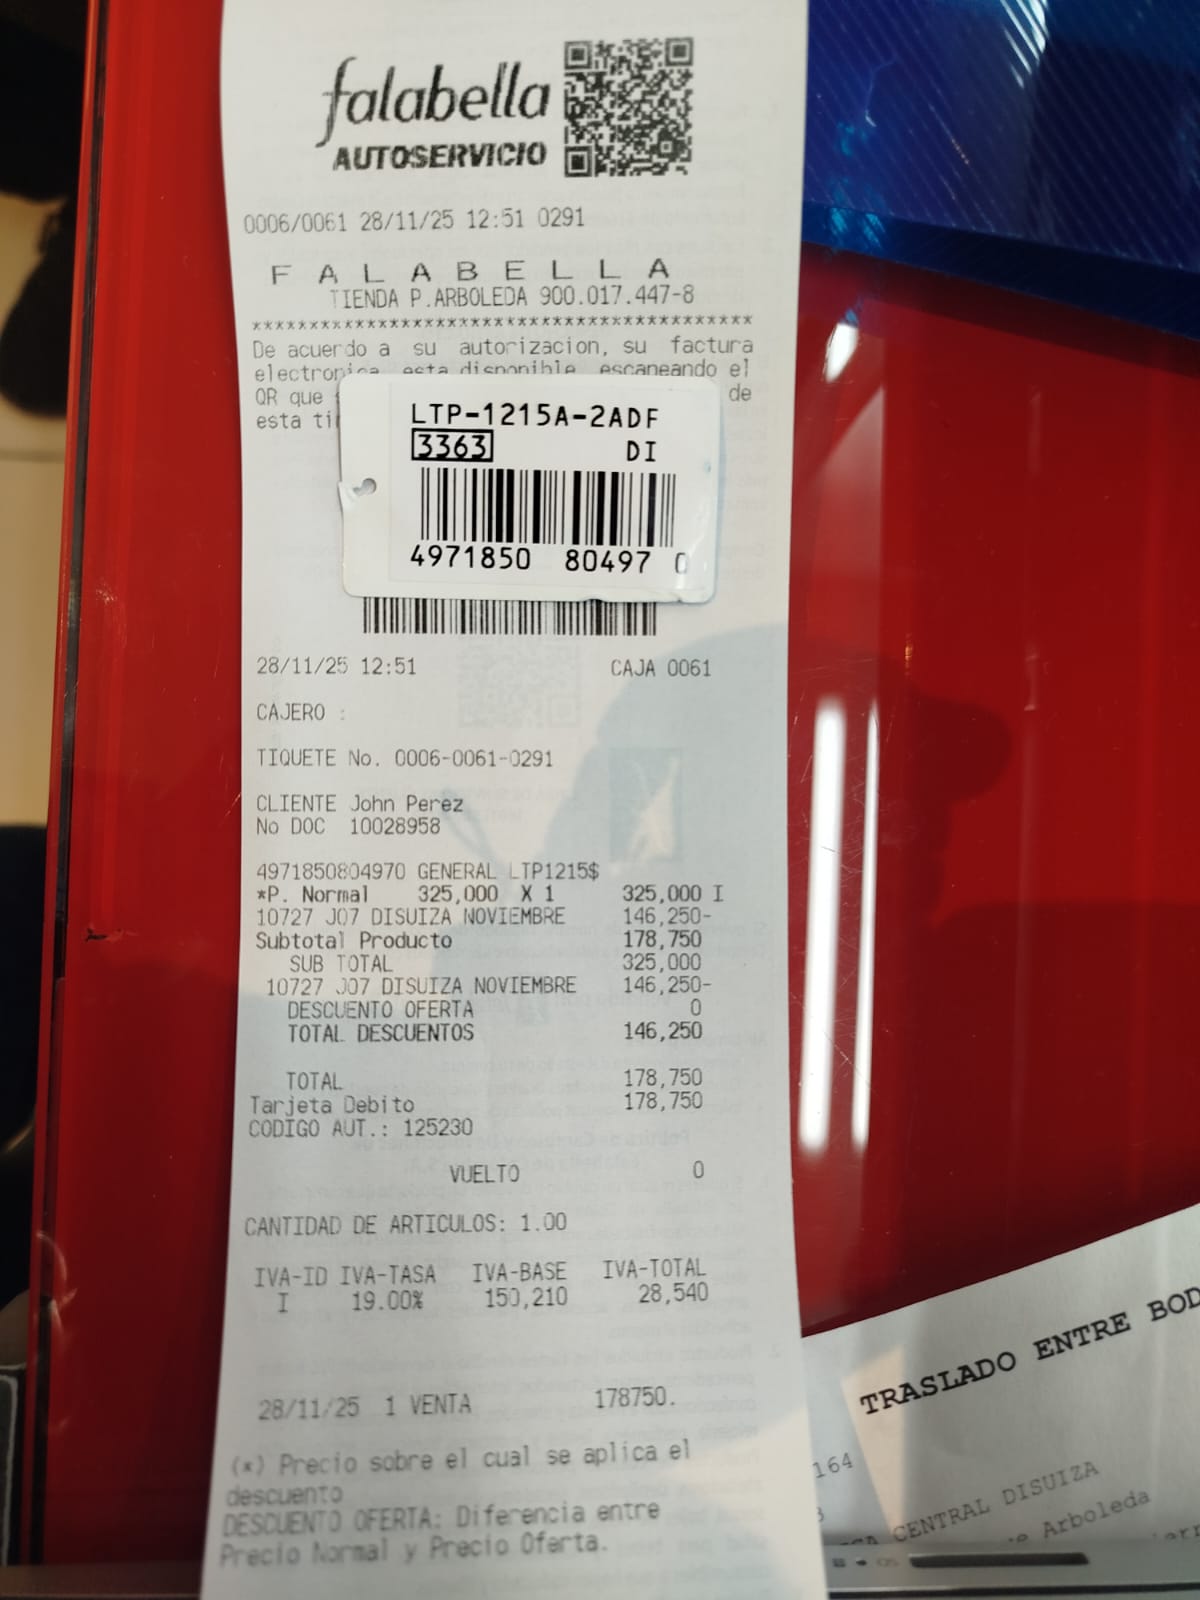 falabella
AUTOSERVICIO
0006/0061 28/11/25 12:51 0291
F A L A B E L L A
TIENDA P.ARBOLEDA 900.017.447-8
*******************************************
De acuerdo a su autorizacion, su factura
electronica esta disponible escaneando el
QR que de
esta
LTP-1215A-2ADF
3363 DI
4971850 80497 0
28/11/25 12:51 CAJA 0061
CAJERO :
TIQUETE No. 0006-0061-0291
CLIENTE John Perez
No DOC 10028958
4971850804970 GENERAL LTP1215$
*P. Normal 325,000 X 1 325,000 I
10727 J07 DISUIZA NOVIEMBRE 146,250-
Subtotal Producto 178,750
SUB TOTAL 325,000
10727 J07 DISUIZA NOVIEMBRE 146,250-
DESCUENTO OFERTA 0
TOTAL DESCUENTOS 146,250
TOTAL 178,750
Tarjeta Debito 178,750
CODIGO AUT.: 125230
VUELTO 0
CANTIDAD DE ARTICULOS: 1.00
IVA-ID IVA-TASA IVA-BASE IVA-TOTAL
I 19.00% 150,210 28,540
28/11/25 1 VENTA 178750.
(*) Precio sobre el cual se aplica el
descuento
DESCUENTO OFERTA: Diferencia entre
Precio Normal y Precio Oferta.
TRASLADO ENTRE BOD
164
CENTRAL DISUIZA
Arboleda